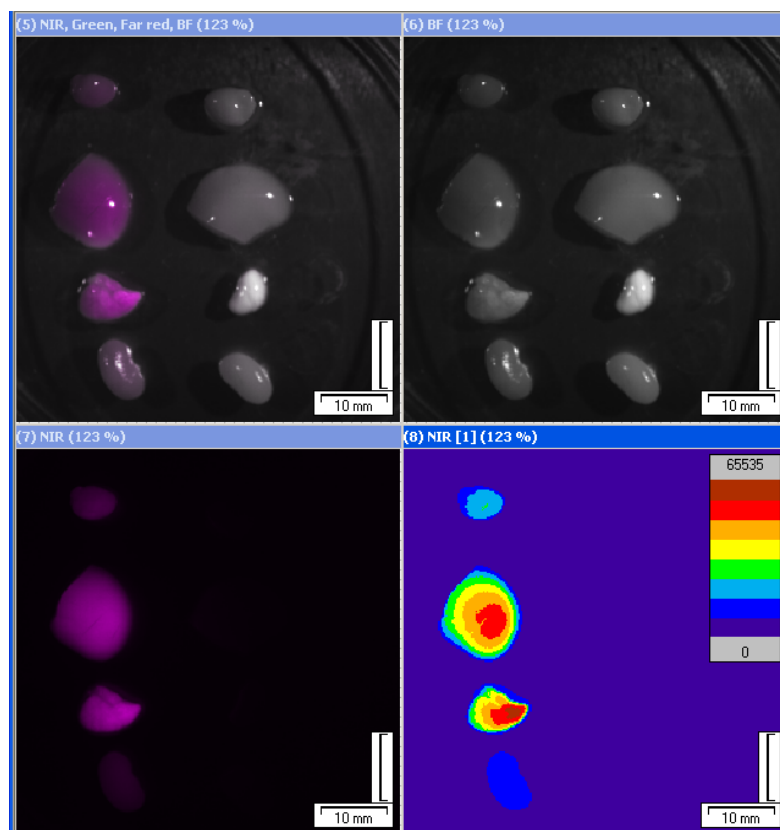 (5) NIR, Green, Far red, BF (123 %)
(6) BF (123 %)
10 mm
10 mm
(7) NIR (123 %)
(8) NIR [1] (123 %)
65535
0
10 mm
10 mm